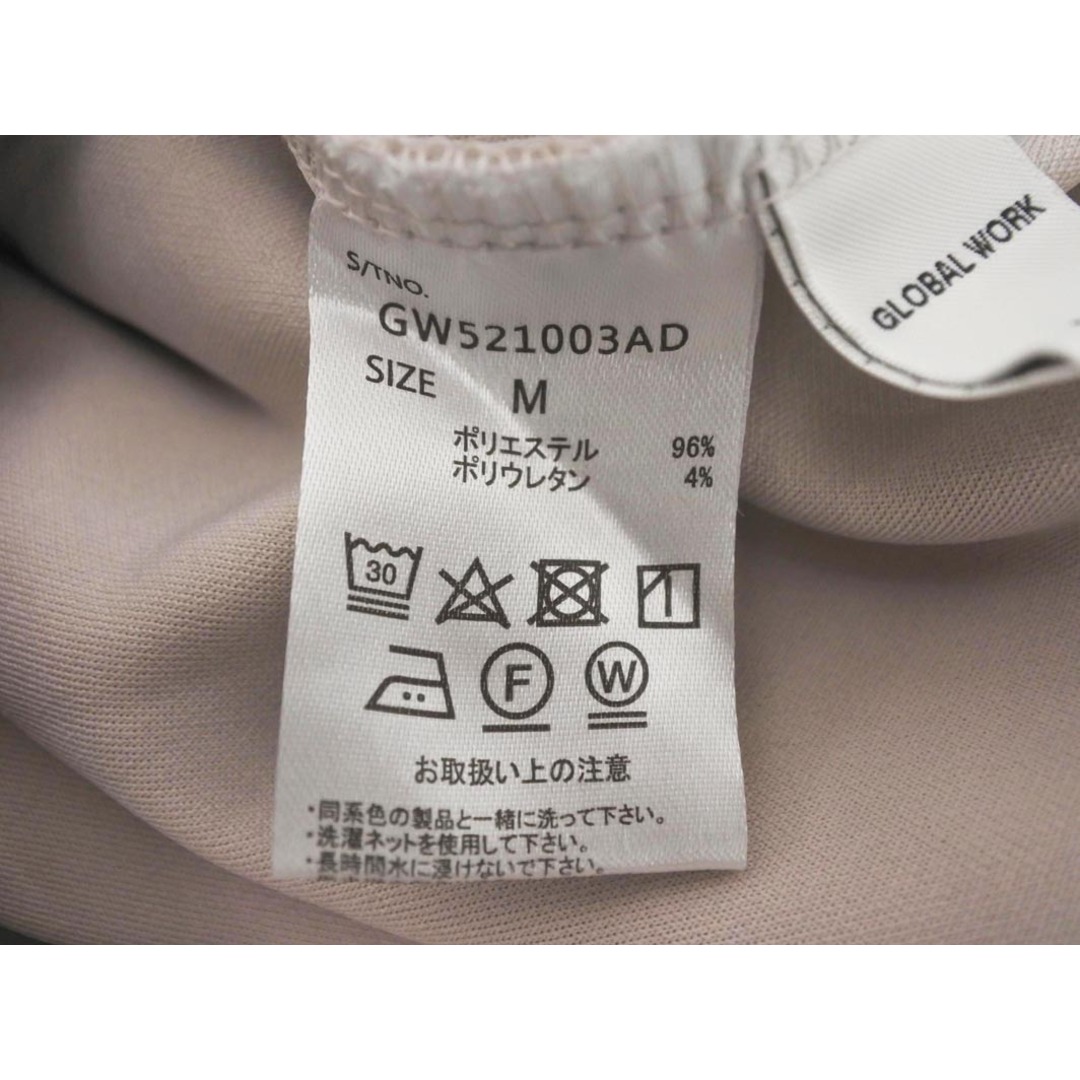 S/TNO.
GW521003AD
SIZE M
ポリエステル 96%
ポリウレタン 4%
30
F W
お取扱い上の注意
・同系色の製品と一緒に洗って下さい。
・洗濯ネットを使用して下さい。
・長時間水に浸けないで下さい。
GLOBAL WORK